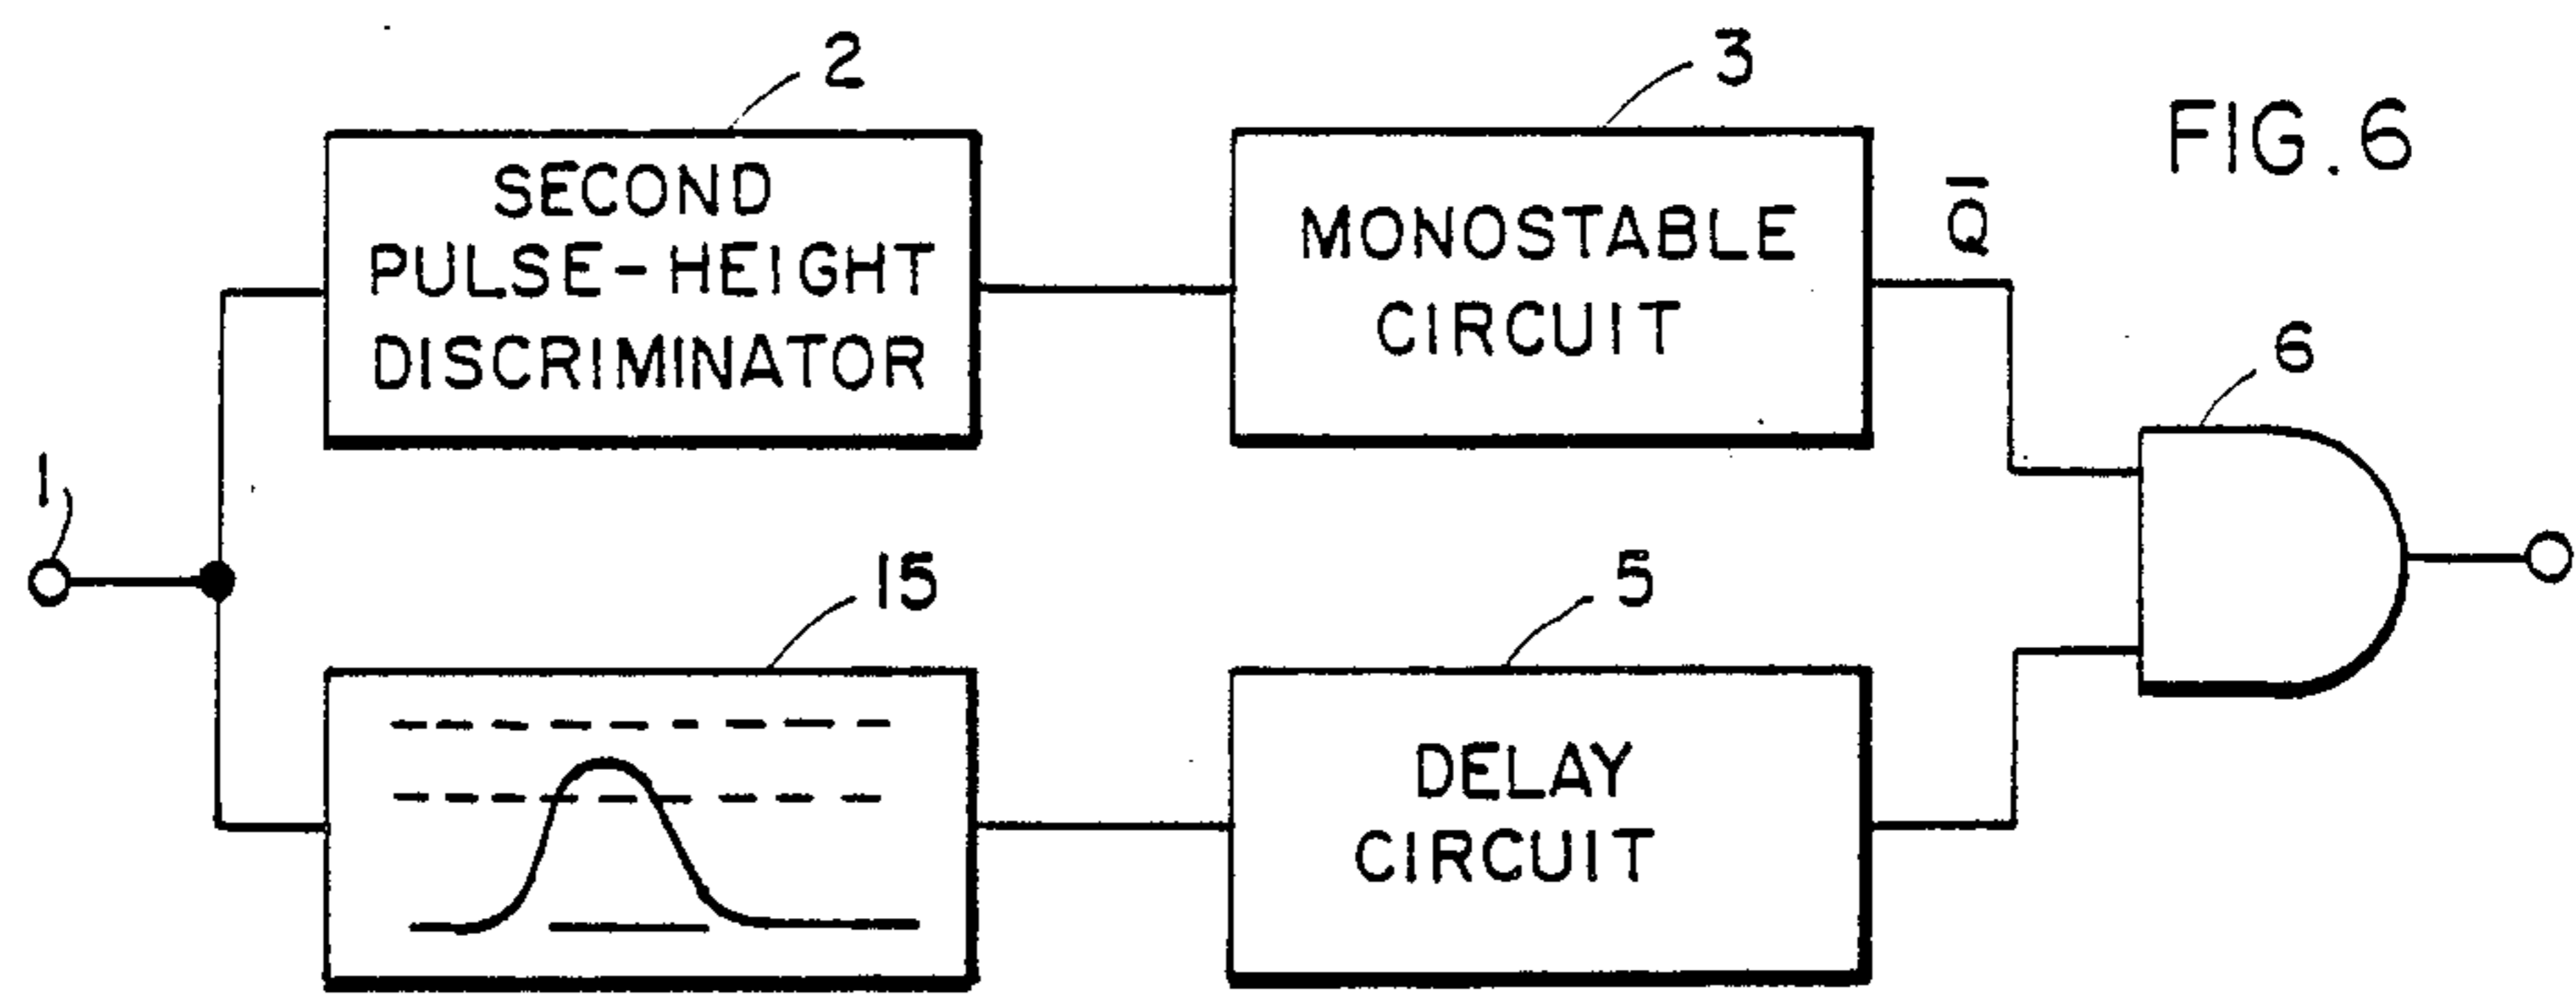 FIG. 6
2
SECOND
PULSE-HEIGHT
DISCRIMINATOR
3
MONOSTABLE
CIRCUIT
Q̅
6
1
15
5
DELAY
CIRCUIT